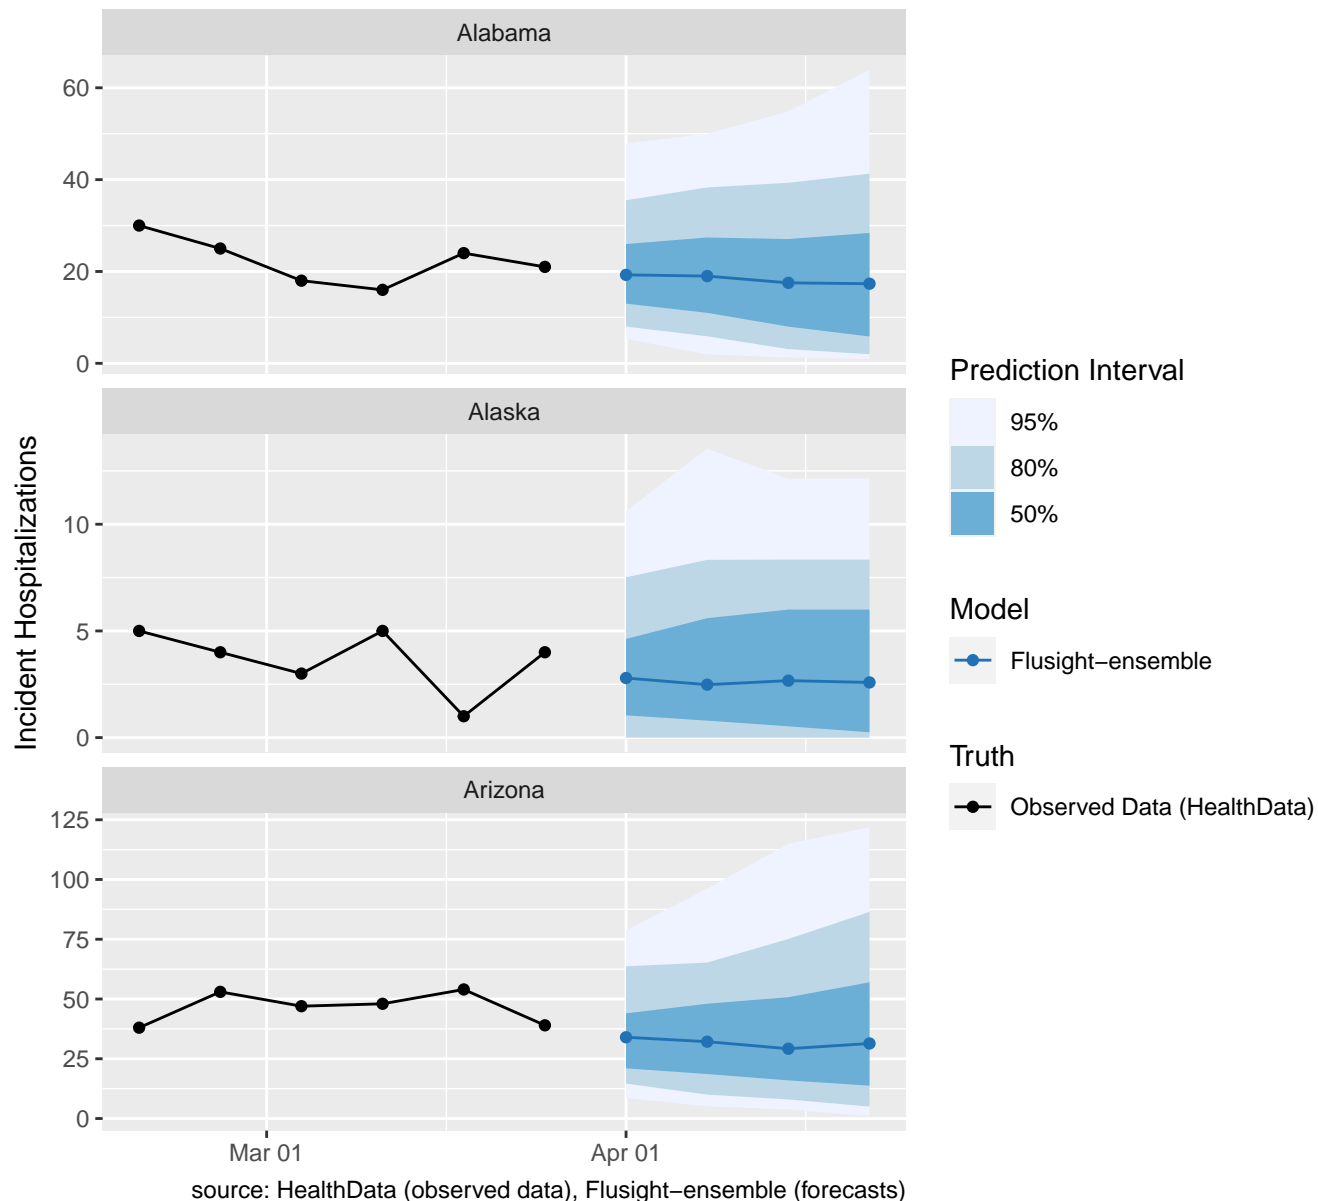 Alabama
60
40
20
0
Alaska
10
5
0
Arizona
125
100
75
50
25
0
Mar 01
Apr 01
Incident Hospitalizations
source: HealthData (observed data), Flusight−ensemble (forecasts)
Prediction Interval
95%
80%
50%
Model
Flusight−ensemble
Truth
Observed Data (HealthData)